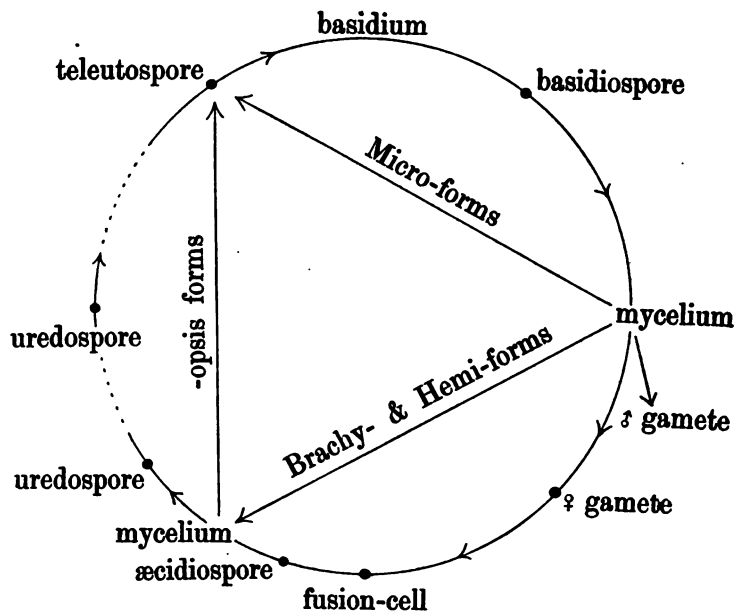 basidium
teleutospore
basidiospore
Micro-forms
-opsis forms
mycelium
uredospore
Brachy- & Hemi-forms
♂ gamete
uredospore
♀ gamete
mycelium
æcidiospore
fusion-cell